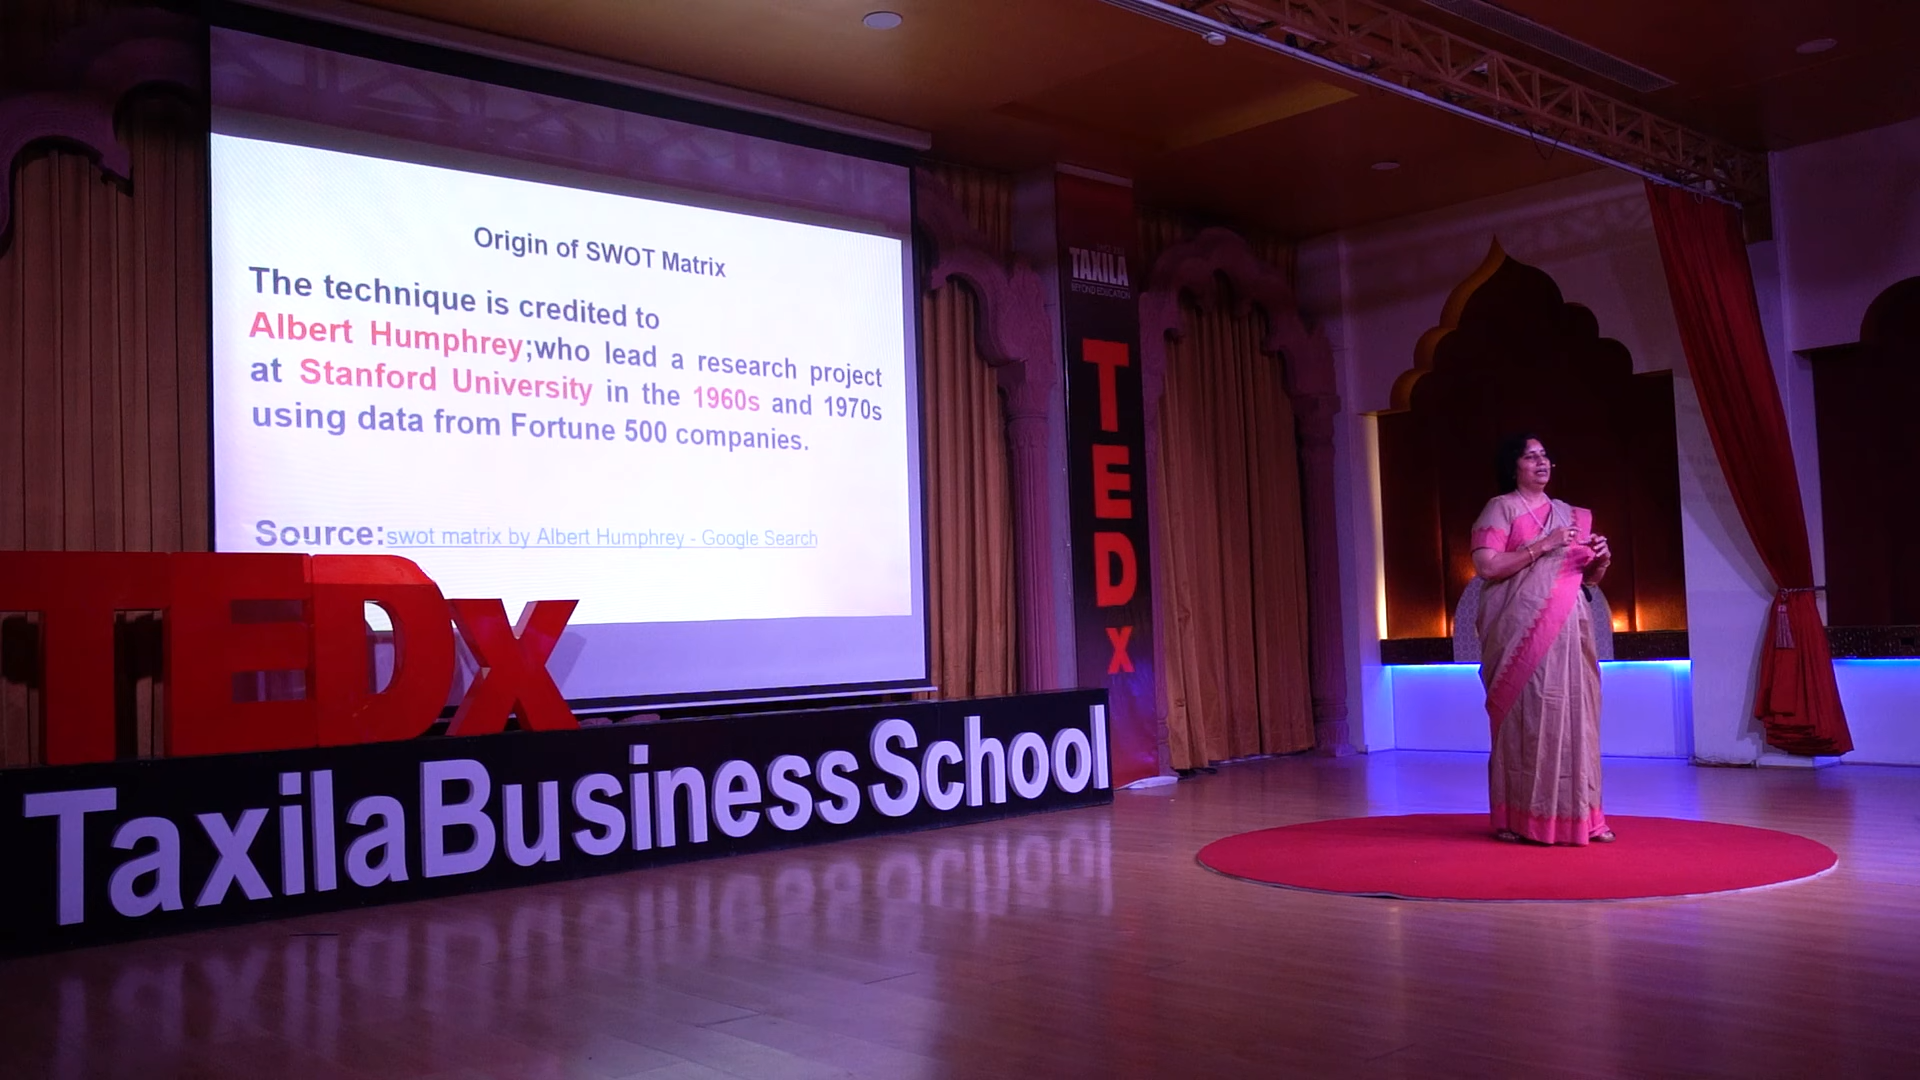 Origin of SWOT Matrix
The technique is credited to
Albert Humphrey;who lead a research project
at Stanford University in the 1960s and 1970s
using data from Fortune 500 companies.
Source:swot matrix by Albert Humphrey - Google Search
TEDx
TaxilaBusinessSchool
TAXILA
BEYOND EDUCATION
TEDx